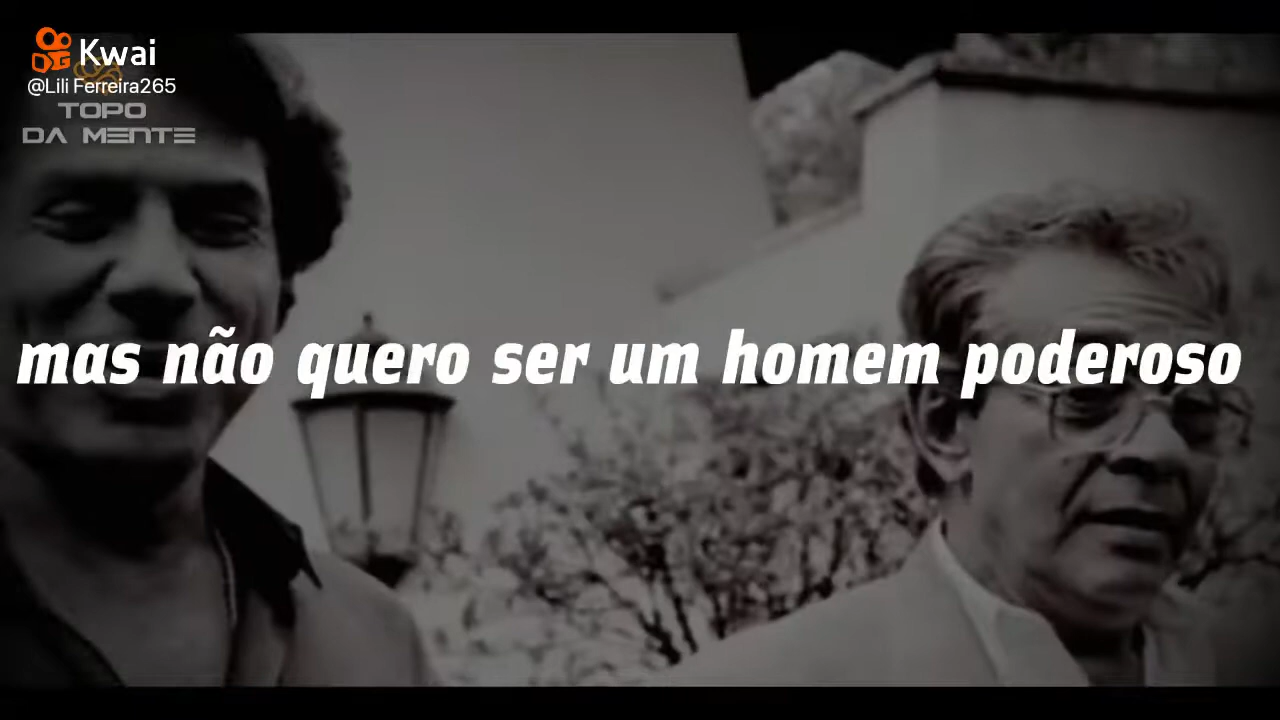 Kwai
@Lili Ferreira265
TOPO
DA MENTE
mas não quero ser um homem poderoso